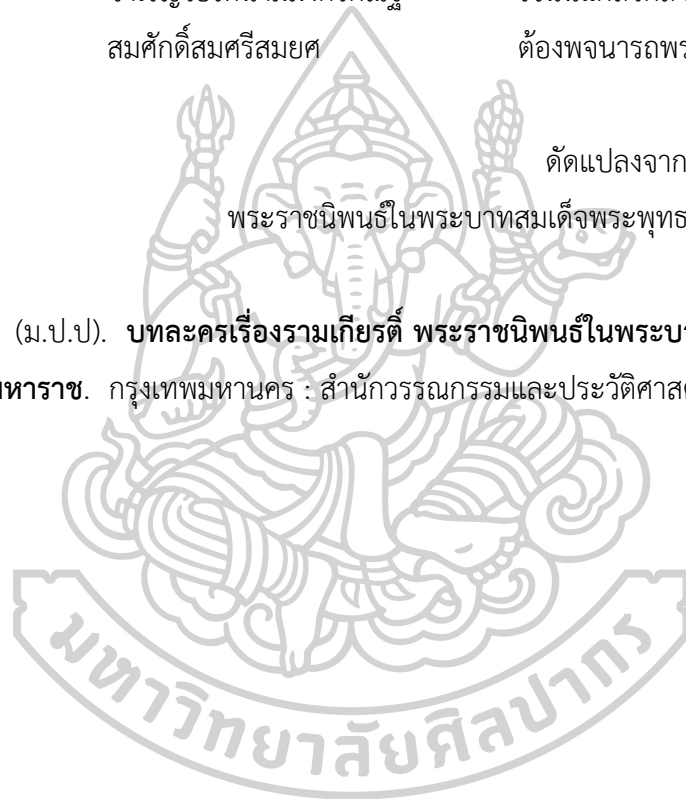 สมศักดิ์สมศรีสมยศ ต้องพจนารถพร
ดัดแปลงจาก
พระราชนิพนธ์ในพระบาทสมเด็จพระพุทธ
(ม.ป.ป). บทละครเรื่องรามเกียรติ์ พระราชนิพนธ์ในพระบา
มหาราช. กรุงเทพมหานคร : สำนักวรรณกรรมและประวัติศาสต
มหาวิทยาลัยศิลปากร